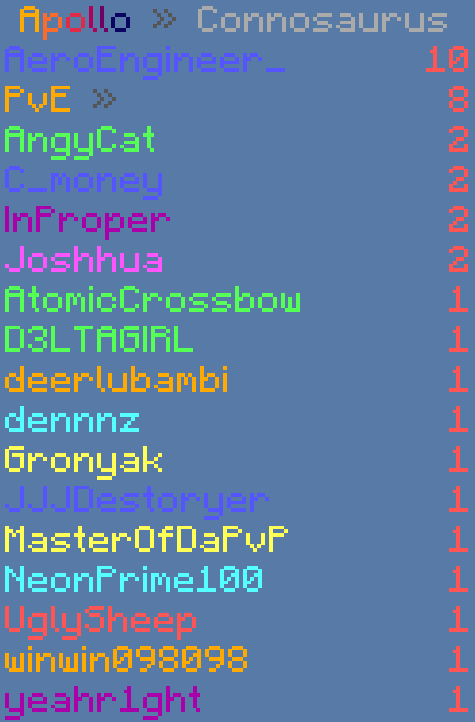 Apollo » Connosaurus
AeroEngineer_ 10
PvE » 8
AngyCat 2
C_money 2
InProper 2
Joshhua 2
AtomicCrossbow 1
D3LTAGIRL 1
deerlubambi 1
dennnz 1
Gronyak 1
JJJDestoryer 1
MasterOfDaPvP 1
NeonPrime100 1
UglySheep 1
winwin098098 1
yeahr1ght 1